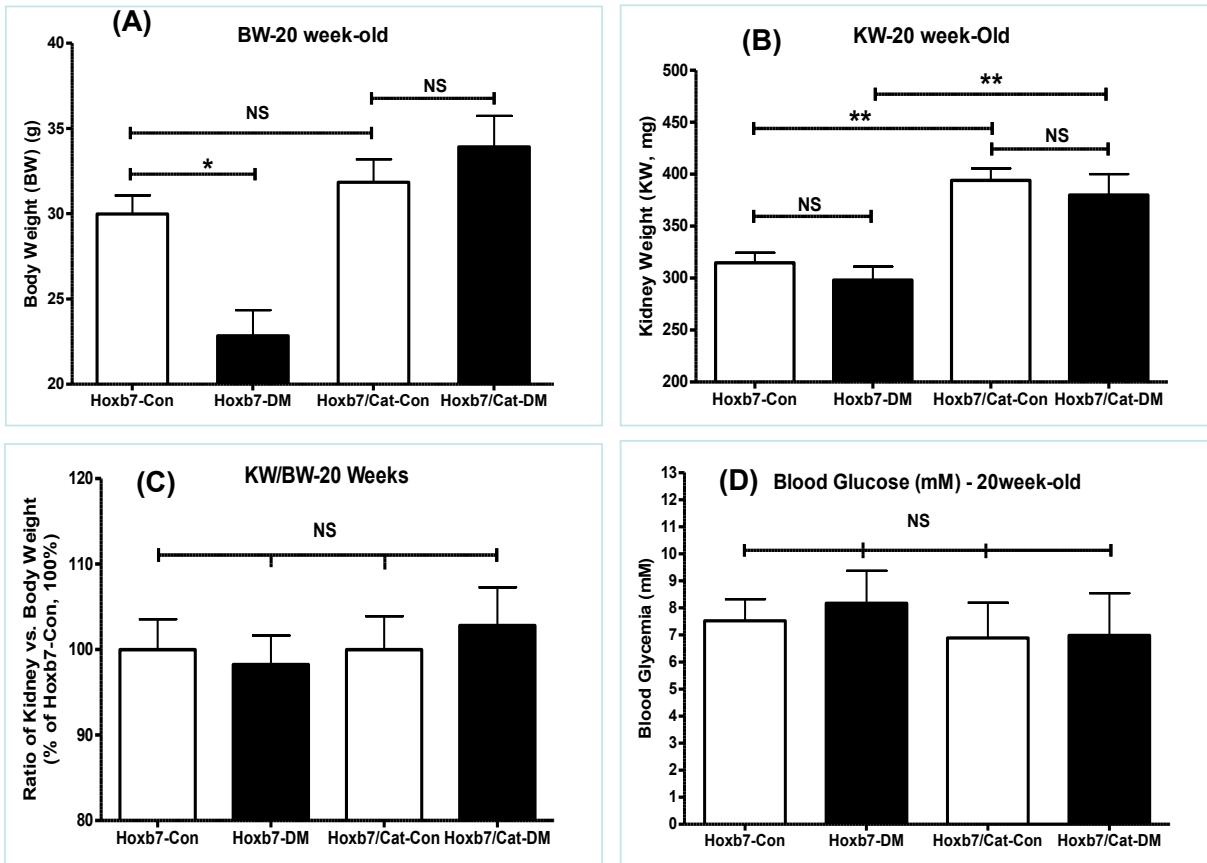 (A)
BW-20 week-old
Body Weight (BW) (g)
40
35
30
25
20
NS
NS
*
Hoxb7-Con Hoxb7-DM Hoxb7/Cat-Con Hoxb7/Cat-DM
(B)
KW-20 week-Old
Kidney Weight (KW, mg)
500
450
400
350
300
250
200
**
**
NS
NS
Hoxb7-Con Hoxb7-DM Hoxb7/Cat-Con Hoxb7/Cat-DM
(C)
KW/BW-20 Weeks
Ratio of Kidney vs. Body Weight
(% of Hoxb7-Con, 100%)
120
110
100
90
80
NS
Hoxb7-Con Hoxb7-DM Hoxb7/Cat-Con Hoxb7/Cat-DM
(D)
Blood Glucose (mM) - 20week-old
Blood Glycemia (mM)
13
12
11
10
9
8
7
6
5
4
3
2
1
0
NS
Hoxb7-Con Hoxb7-DM Hoxb7/Cat-Con Hoxb7/Cat-DM